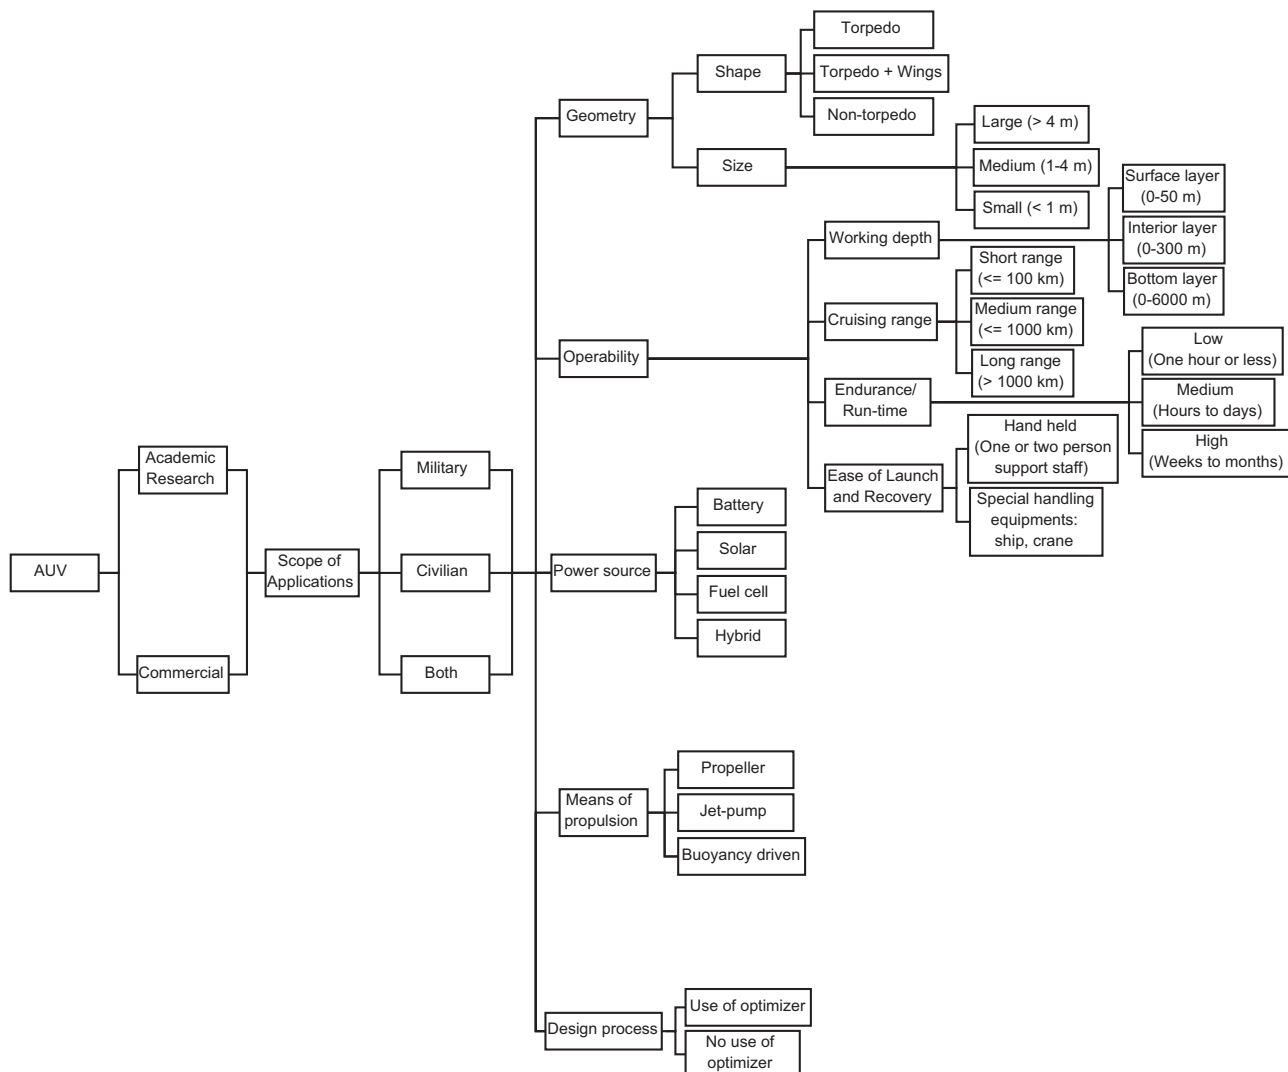 AUV
Academic
Research
Commercial
Scope of
Applications
Military
Civilian
Both
Geometry
Shape
Torpedo
Torpedo + Wings
Non-torpedo
Size
Large (> 4 m)
Medium (1-4 m)
Small (< 1 m)
Operability
Working depth
Surface layer
(0-50 m)
Interior layer
(0-300 m)
Bottom layer
(0-6000 m)
Cruising range
Short range
(<= 100 km)
Medium range
(<= 1000 km)
Long range
(> 1000 km)
Endurance/
Run-time
Low
(One hour or less)
Medium
(Hours to days)
High
(Weeks to months)
Ease of Launch
and Recovery
Hand held
(One or two person
support staff)
Special handling
equipments:
ship, crane
Power source
Battery
Solar
Fuel cell
Hybrid
Means of
propulsion
Propeller
Jet-pump
Buoyancy driven
Design process
Use of optimizer
No use of
optimizer